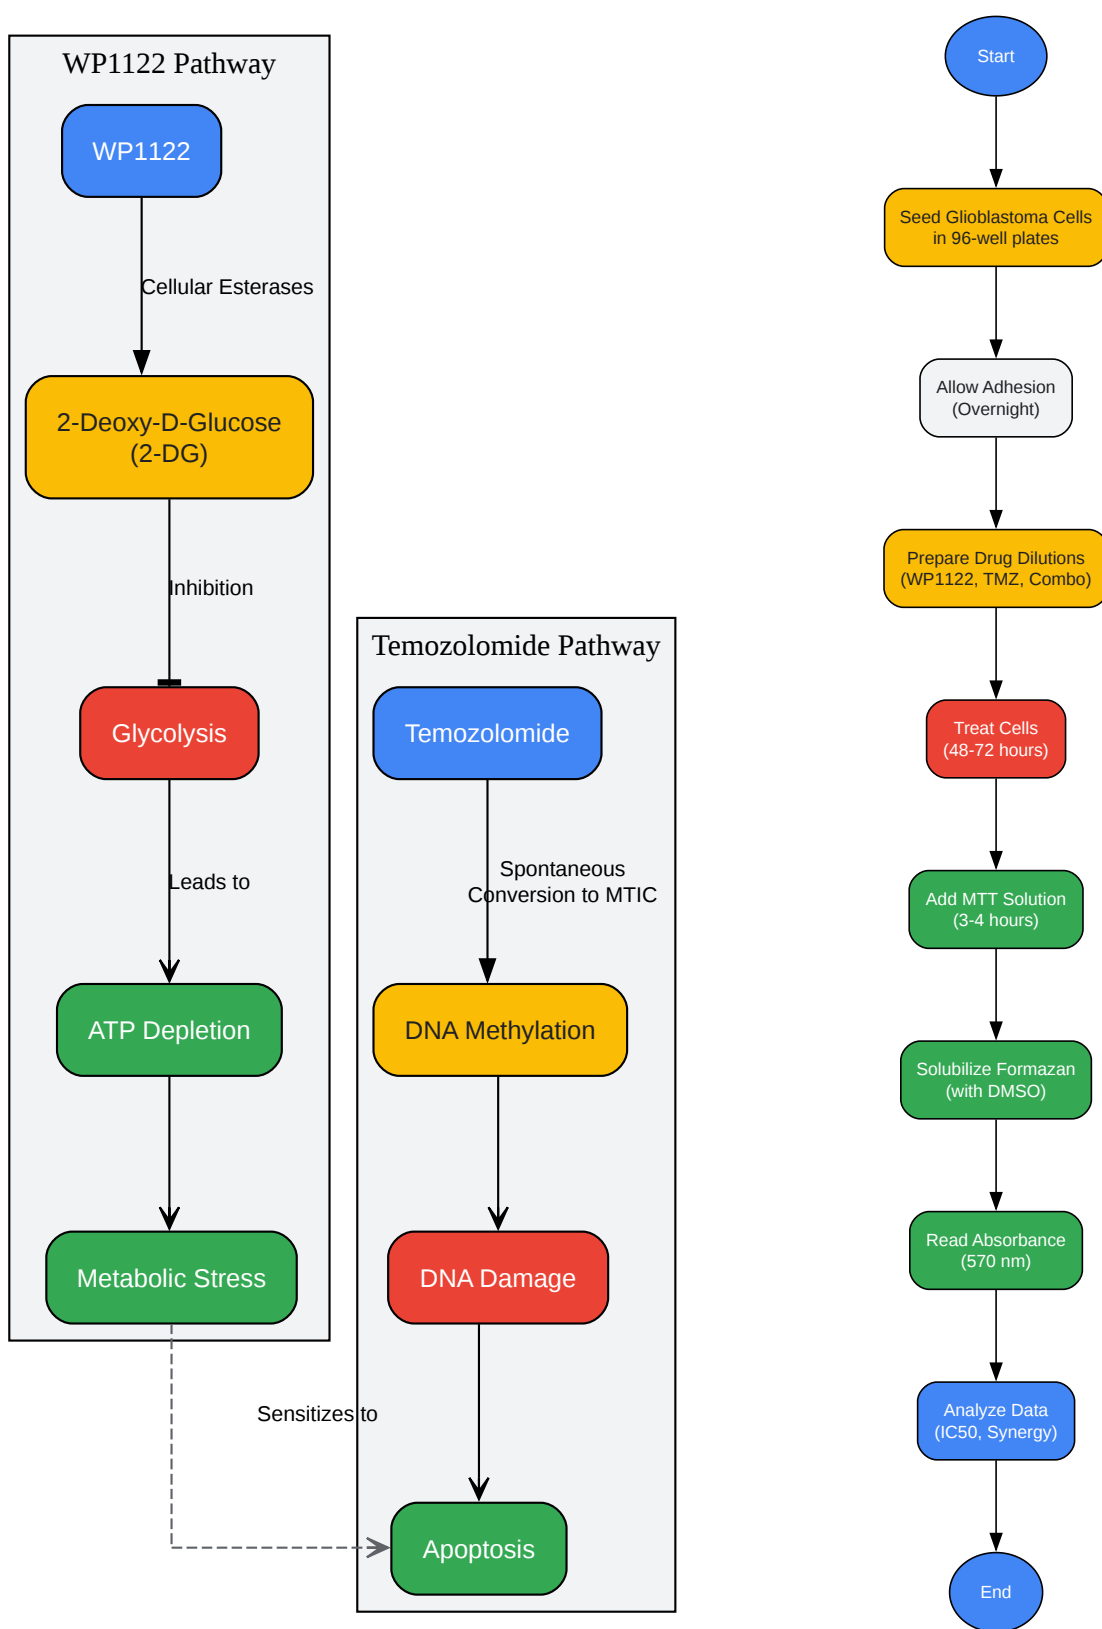 WP1122 Pathway
WP1122
Cellular Esterases
2-Deoxy-D-Glucose
(2-DG)
Inhibition
Glycolysis
Leads to
ATP Depletion
Metabolic Stress
Sensitizes to
Temozolomide Pathway
Temozolomide
Spontaneous
Conversion to MTIC
DNA Methylation
DNA Damage
Apoptosis
Start
Seed Glioblastoma Cells
in 96-well plates
Allow Adhesion
(Overnight)
Prepare Drug Dilutions
(WP1122, TMZ, Combo)
Treat Cells
(48-72 hours)
Add MTT Solution
(3-4 hours)
Solubilize Formazan
(with DMSO)
Read Absorbance
(570 nm)
Analyze Data
(IC50, Synergy)
End